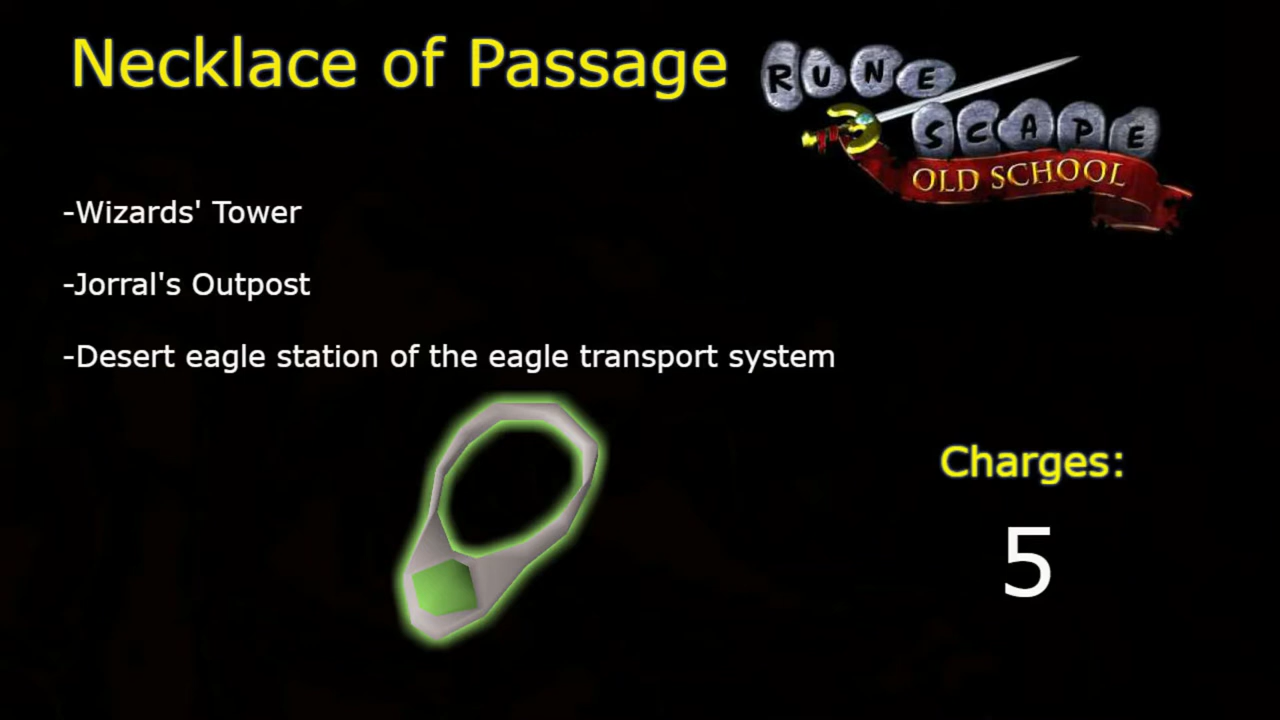 Necklace of Passage
RUNE
SCAPE
OLD SCHOOL
-Wizards' Tower
-Jorral's Outpost
-Desert eagle station of the eagle transport system
Charges:
5